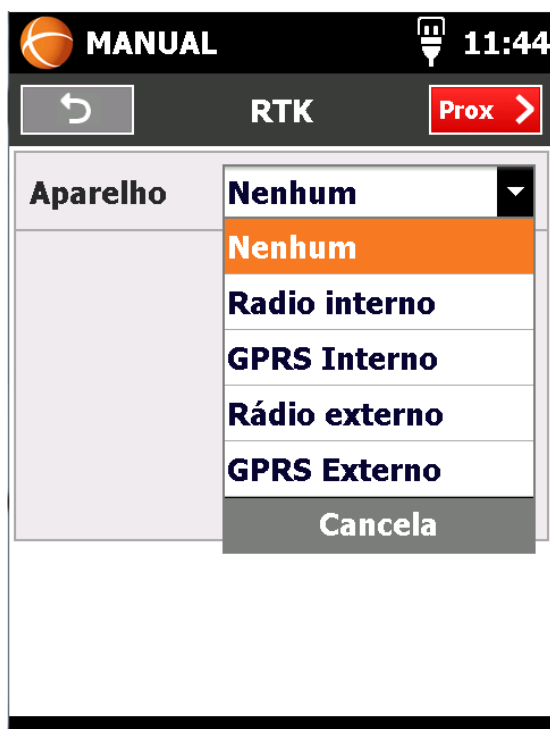 MANUAL 11:44
RTK Prox
Aparelho Nenhum
Nenhum
Radio interno
GPRS Interno
Rádio externo
GPRS Externo
Cancela